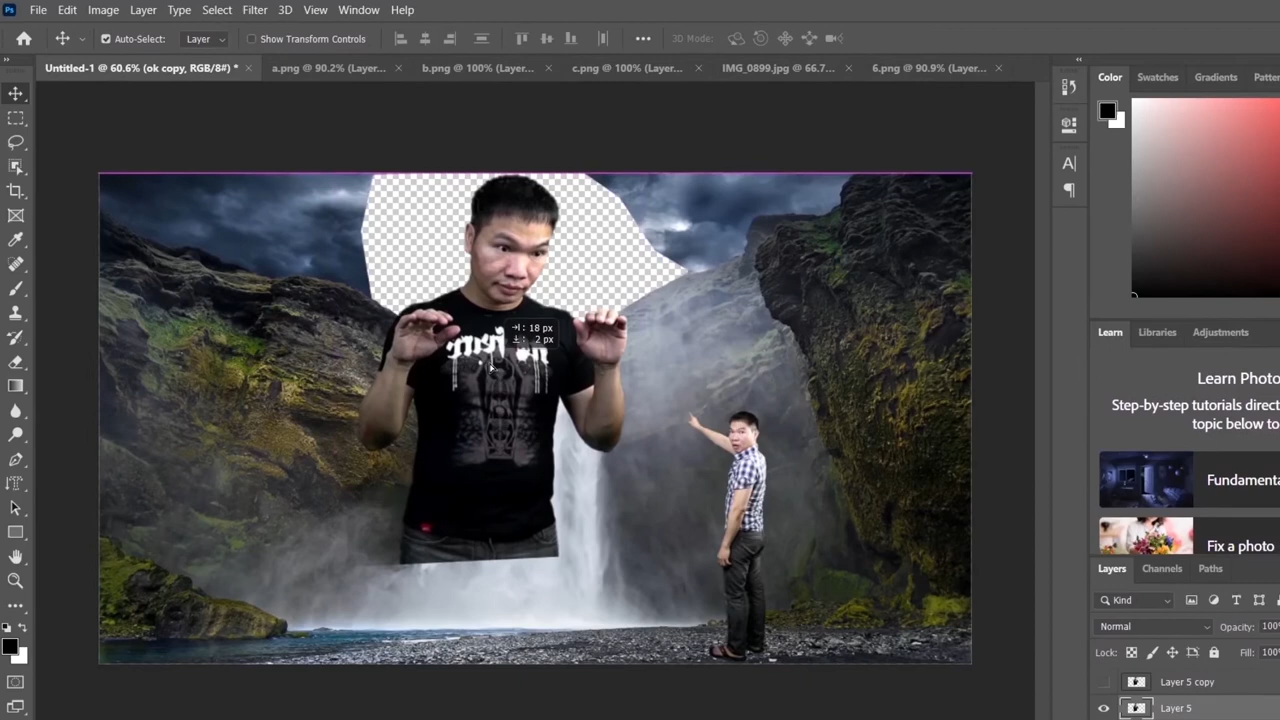 Ps File Edit Image Layer Type Select Filter 3D View Window Help
Auto-Select: Layer Show Transform Controls 3D Mode:
Untitled-1 @ 60.6% (ok copy, RGB/8#) * × a.png @ 90.2% (Layer... × b.png @ 100% (Layer... × c.png @ 100% (Layer... × IMG_0899.jpg @ 66.7... × 6.png @ 90.9% (Layer... ×
Color Swatches Gradients Patter
: 18 px
: 2 px
Learn Libraries Adjustments
Learn Photo
Step-by-step tutorials direct
topic below to
Fundamenta
Fix a photo
Layers Channels Paths
Kind
Normal Opacity: 100%
Lock: Fill: 100
Layer 5 copy
Layer 5